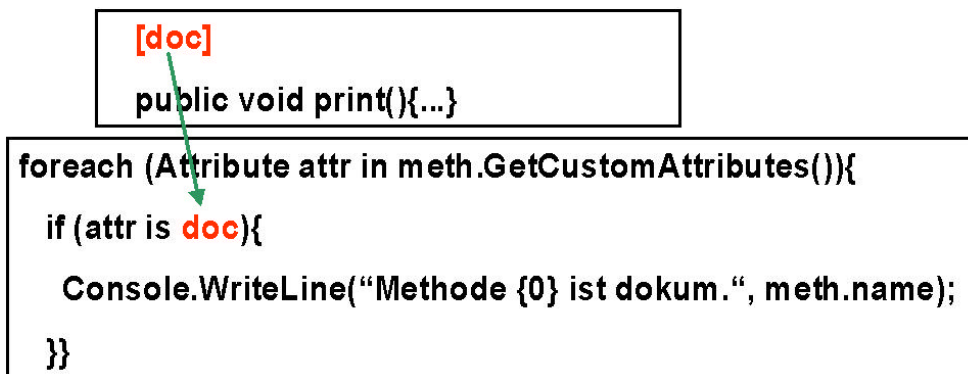 [doc]
public void print(){...}
foreach (Attribute attr in meth.GetCustomAttributes()){
if (attr is doc){
Console.WriteLine(“Methode {0} ist dokum.“, meth.name);
}}